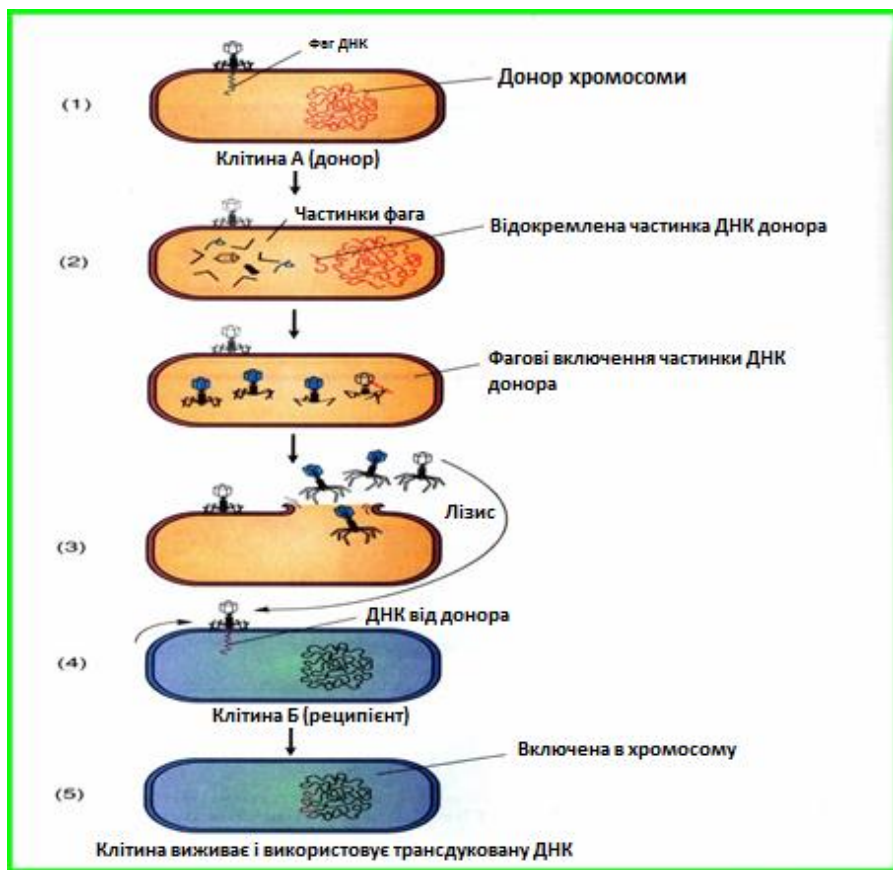 Фаг ДНК
Донор хромосоми
(1)
Клітина А (донор)
Частинки фага
Відокремлена частинка ДНК донора
(2)
Фагові включення частинки ДНК
донора
Лізис
(3)
ДНК від донора
(4)
Клітина Б (реципієнт)
Включена в хромосому
(5)
Клітина виживає і використовує трансдуковану ДНК